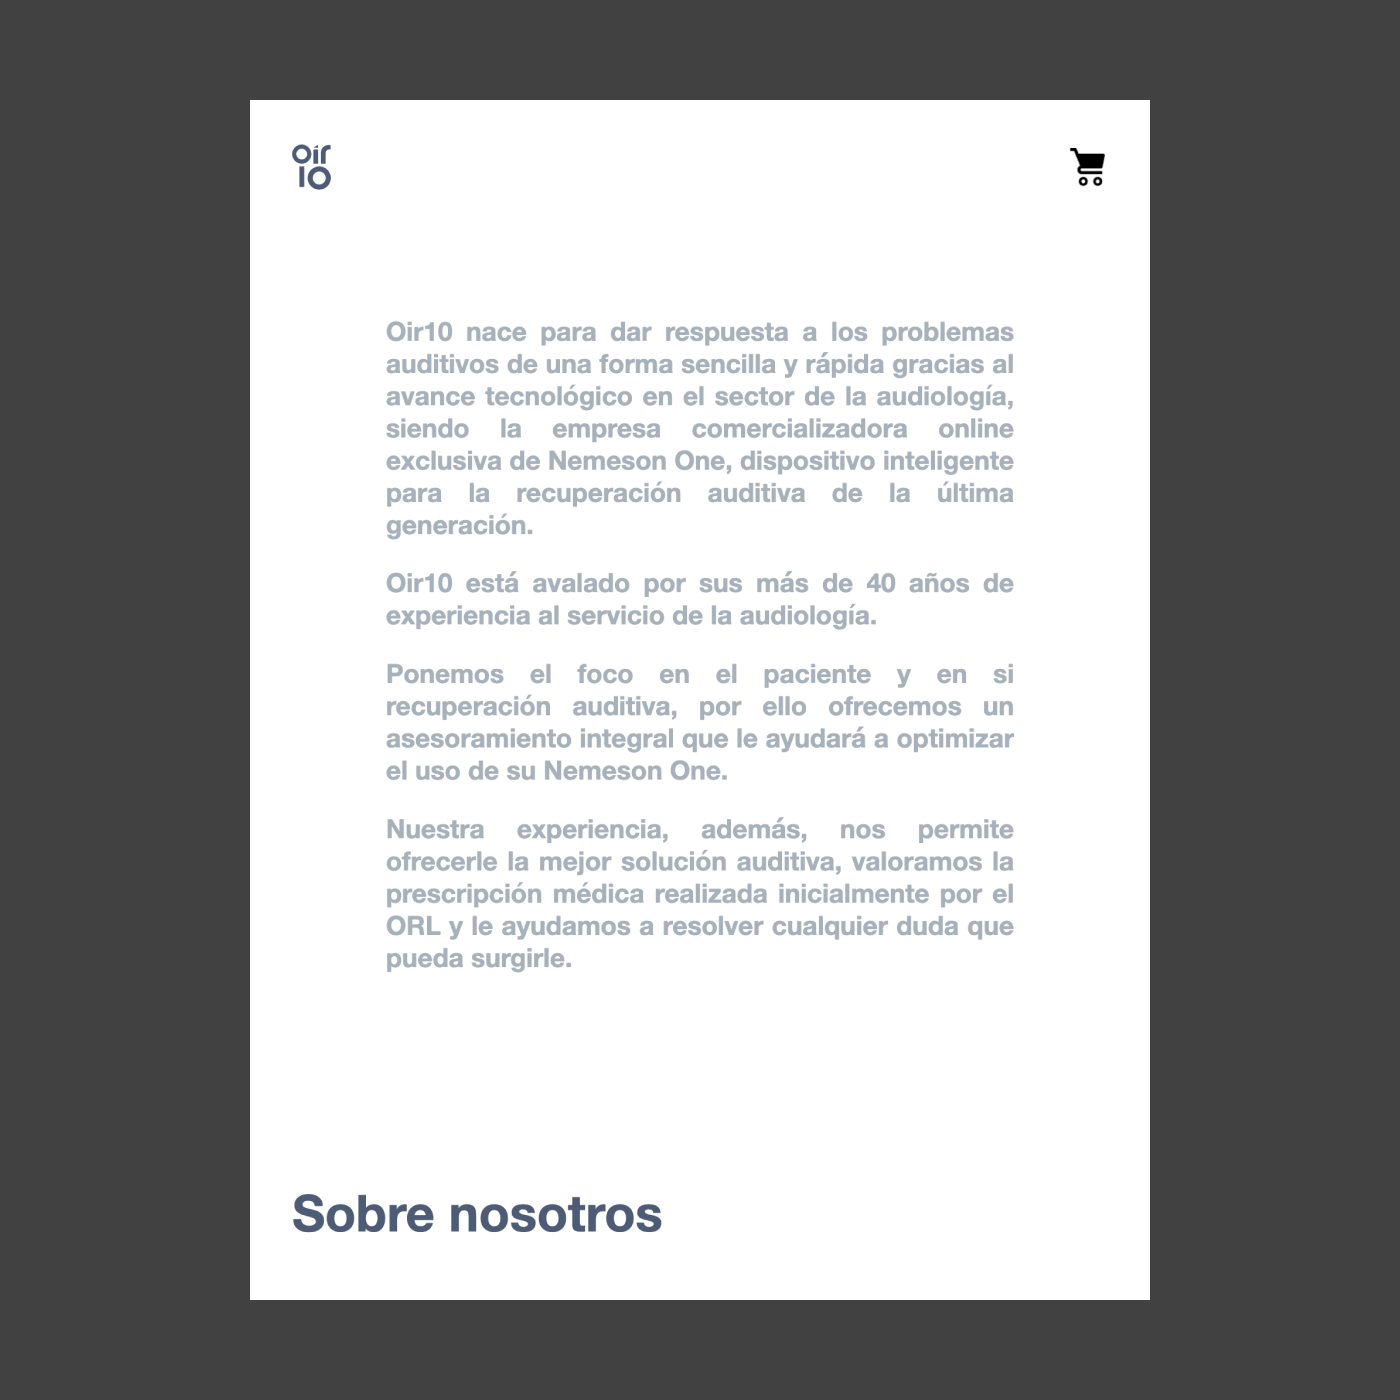 oír
10
Oir10 nace para dar respuesta a los problemas
auditivos de una forma sencilla y rápida gracias al
avance tecnológico en el sector de la audiología,
siendo la empresa comercializadora online
exclusiva de Nemeson One, dispositivo inteligente
para la recuperación auditiva de la última
generación.
Oir10 está avalado por sus más de 40 años de
experiencia al servicio de la audiología.
Ponemos el foco en el paciente y en si
recuperación auditiva, por ello ofrecemos un
asesoramiento integral que le ayudará a optimizar
el uso de su Nemeson One.
Nuestra experiencia, además, nos permite
ofrecerle la mejor solución auditiva, valoramos la
prescripción médica realizada inicialmente por el
ORL y le ayudamos a resolver cualquier duda que
pueda surgirle.
Sobre nosotros